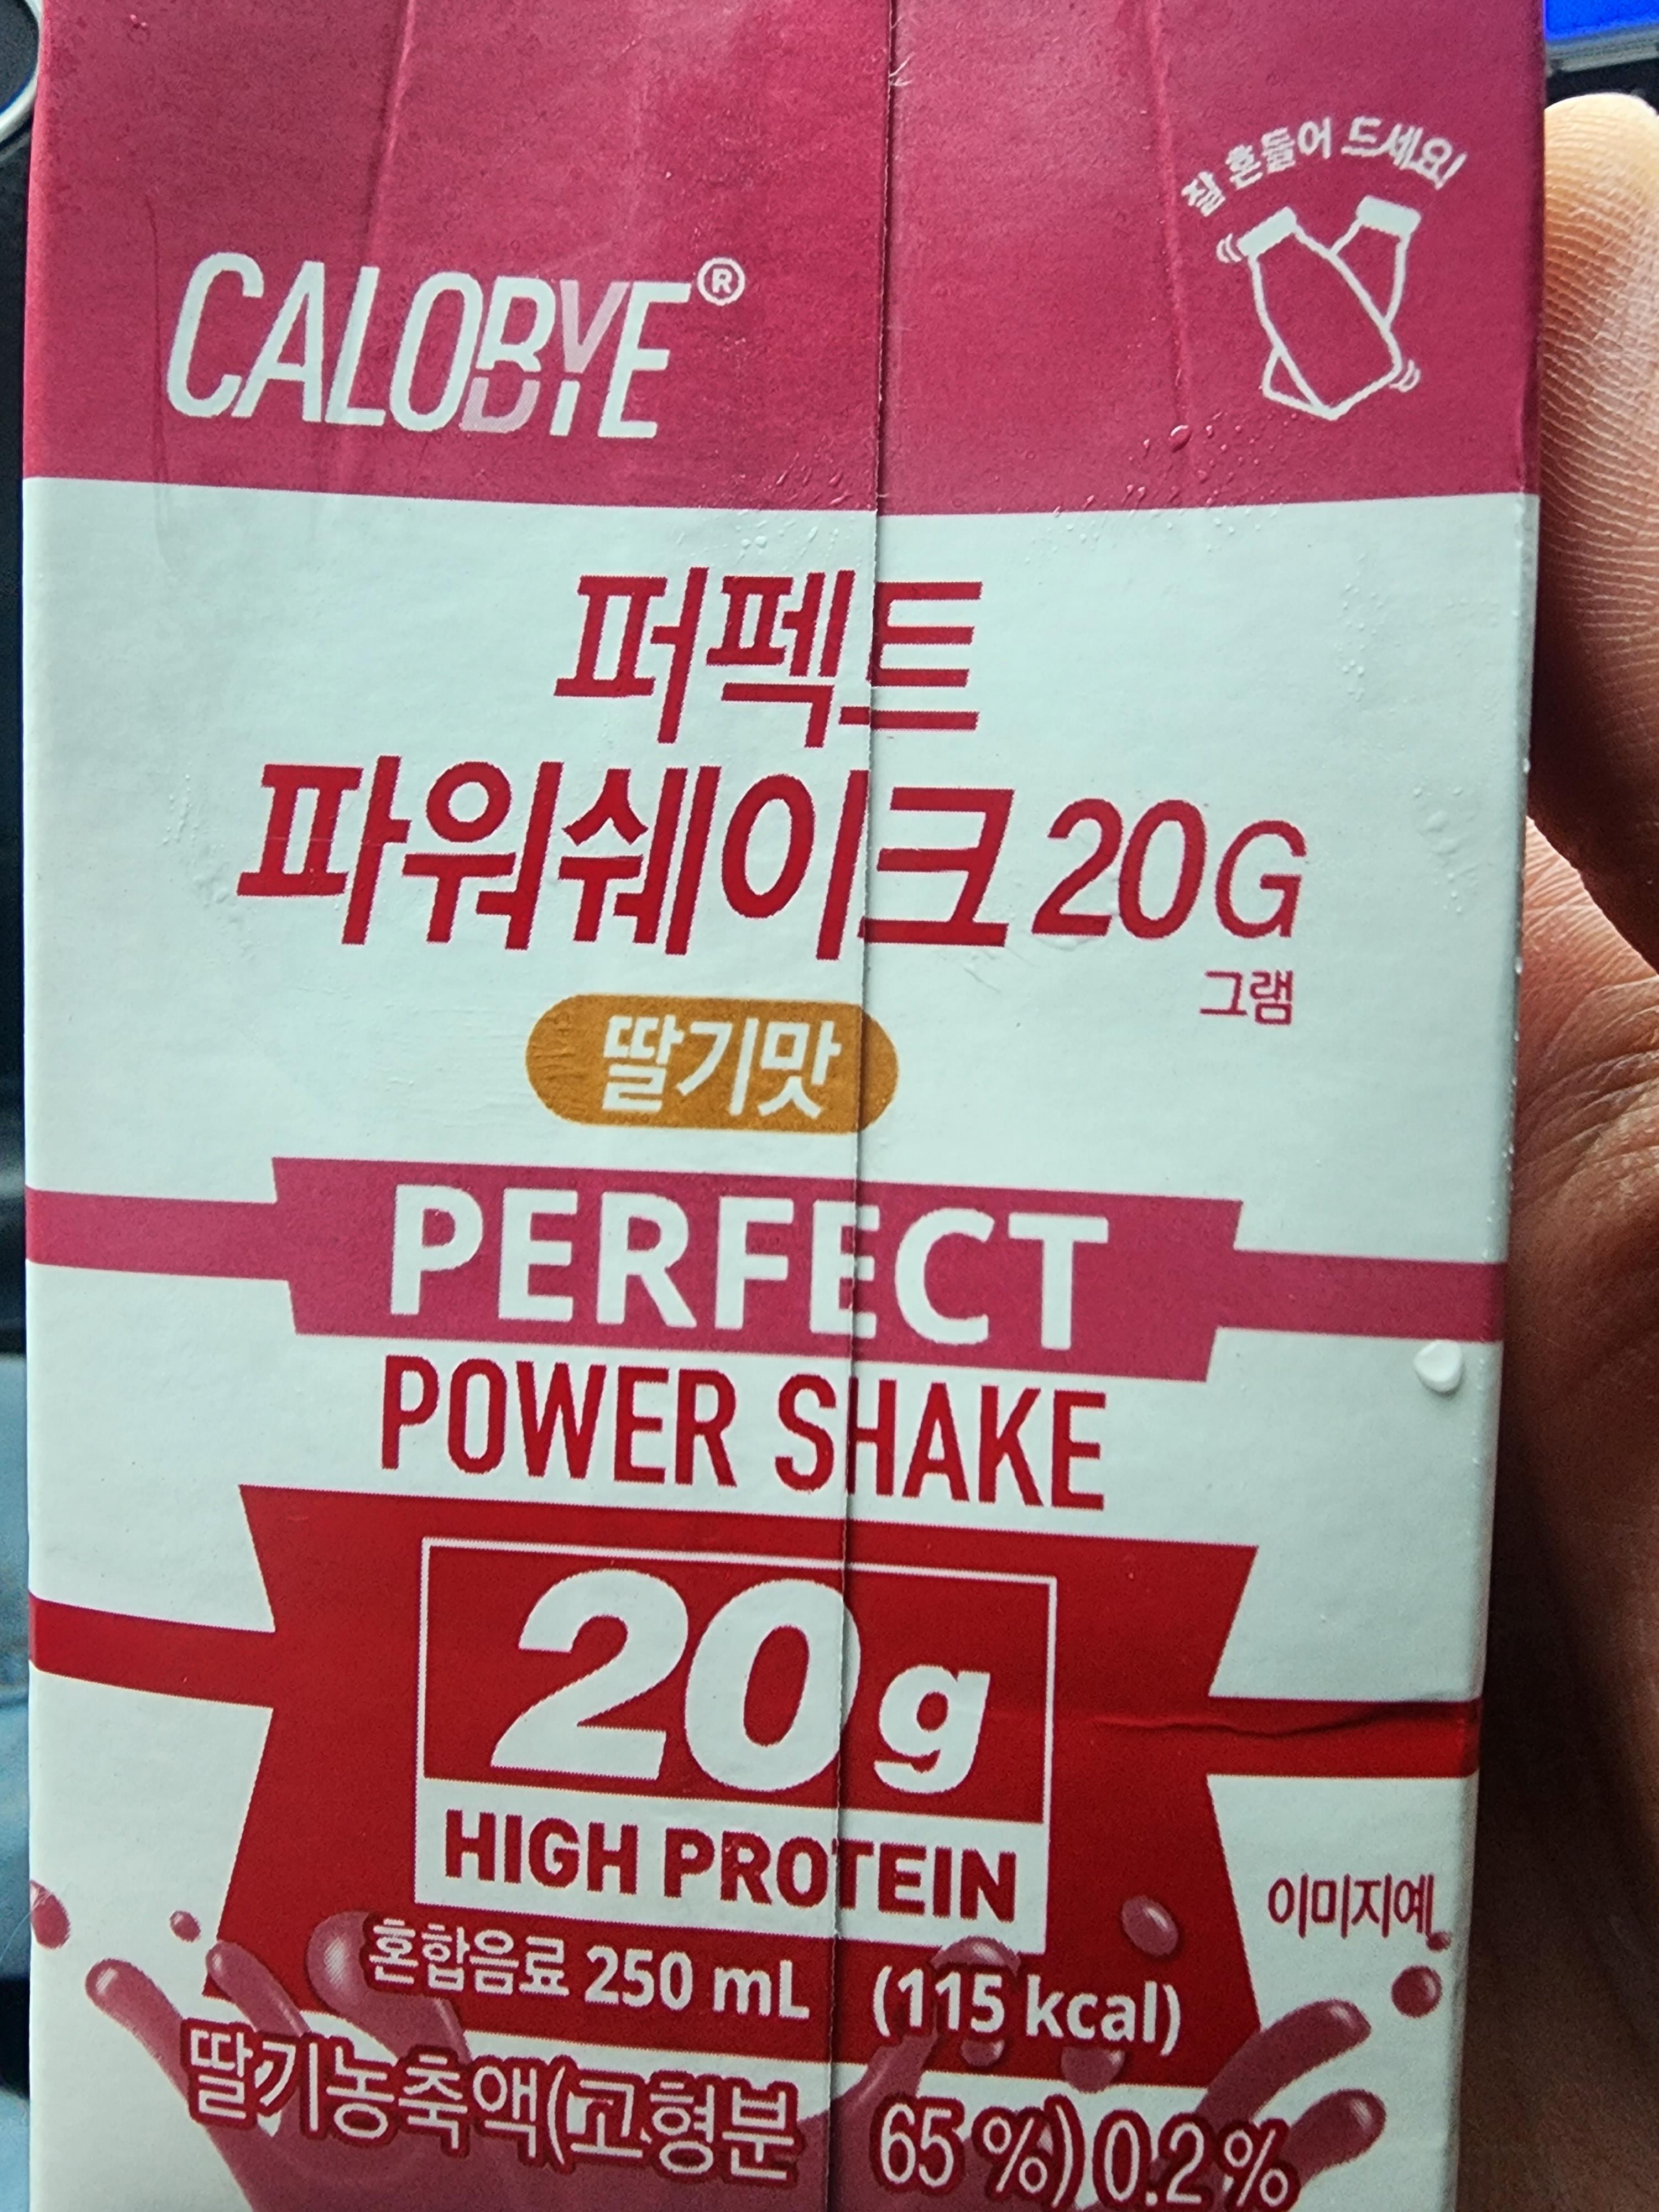 잘 흔들어 드세요!
CALOBYE®
퍼펙트
파워쉐이크 20G
그램
딸기맛
PERFECT
POWER SHAKE
20g
HIGH PROTEIN
이미지예
혼합음료 250 mL (115 kcal)
딸기농축액(고형분 65%) 0.2%